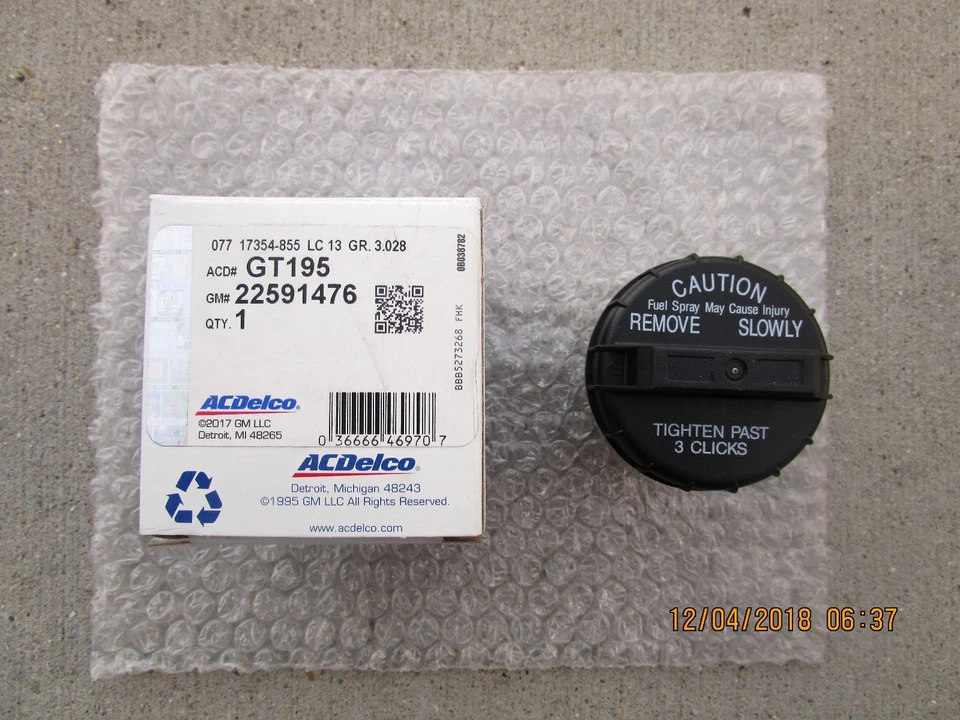 077 17354-855 LC 13 GR. 3.028
ACD# GT195
GM# 22591476
QTY. 1
0B038782
BBB5273268 FHK
ACDelco®
©2017 GM LLC
Detroit, MI 48265
0 36666 46970 7
ACDelco®
Detroit, Michigan 48243
©1995 GM LLC All Rights Reserved.
www.acdelco.com
CAUTION
Fuel Spray May Cause Injury
REMOVE SLOWLY
TIGHTEN PAST
3 CLICKS
12/04/2018 06:37